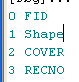 0 FID
1 Shape
2 COVER
3 RECNO